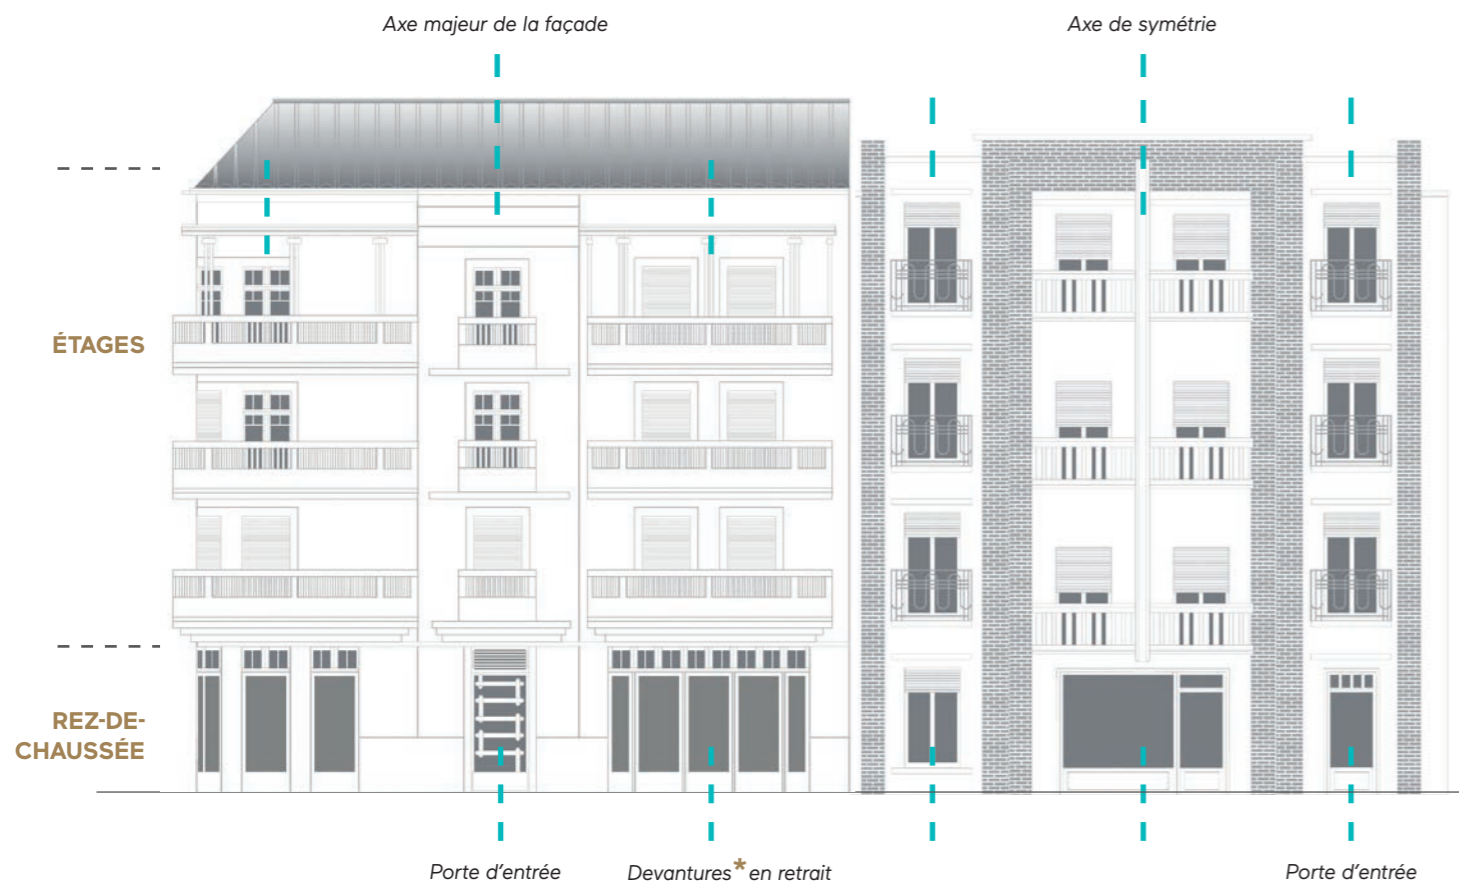 Axe majeur de la façade
Axe de symétrie
ÉTAGES
REZ-DE-
CHAUSSÉE
Porte d'entrée
Devantures* en retrait
Porte d'entrée